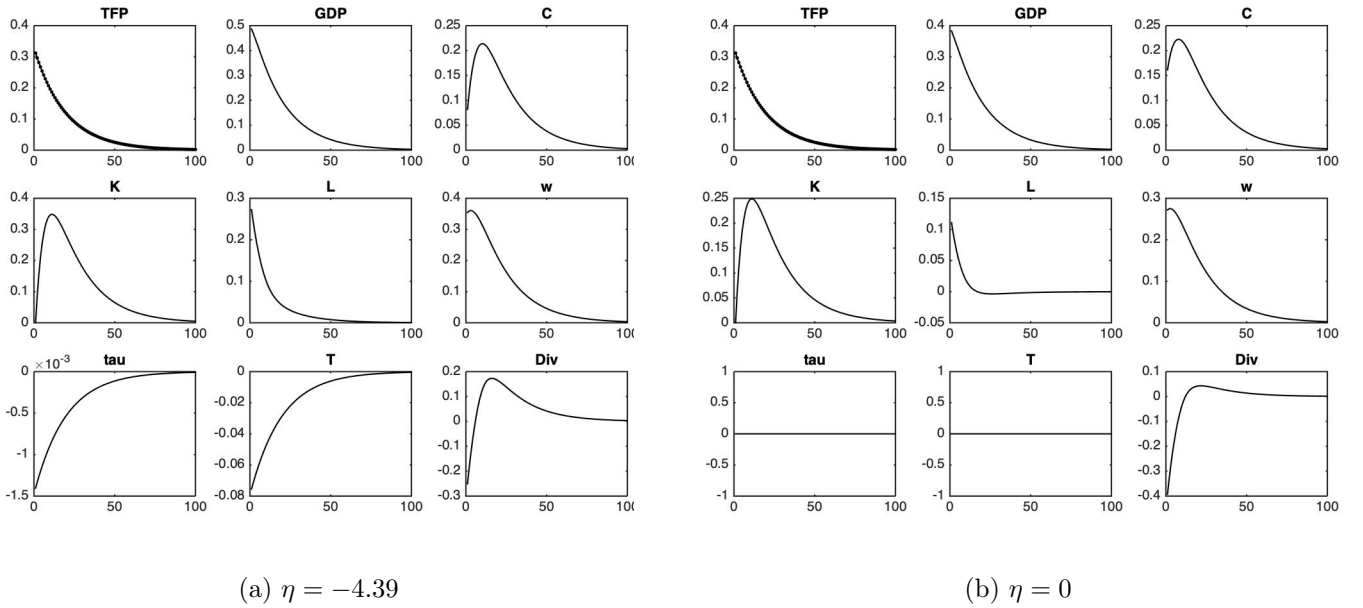 TFP GDP C
0.4 0.3 0.2 0.1 0 0 50 100
0.5 0.4 0.3 0.2 0.1 0 0 50 100
0.25 0.2 0.15 0.1 0.05 0 0 50 100
K L w
0.4 0.3 0.2 0.1 0 0 50 100
0.3 0.2 0.1 0 0 50 100
0.4 0.3 0.2 0.1 0 0 50 100
tau T Div
×10⁻³ 0 -0.5 -1 -1.5 0 50 100
0 -0.02 -0.04 -0.06 -0.08 0 50 100
0.2 0.1 0 -0.1 -0.2 -0.3 0 50 100
(a) η = −4.39
TFP GDP C
0.4 0.3 0.2 0.1 0 0 50 100
0.4 0.3 0.2 0.1 0 0 50 100
0.25 0.2 0.15 0.1 0.05 0 0 50 100
K L w
0.25 0.2 0.15 0.1 0.05 0 50 100
0.15 0.1 0.05 0 -0.05 0 50 100
0.3 0.2 0.1 0 0 50 100
tau T Div
1 0.5 0 -0.5 -1 0 50 100
1 0.5 0 -0.5 -1 0 50 100
0.1 0 -0.1 -0.2 -0.3 -0.4 0 50 100
(b) η = 0